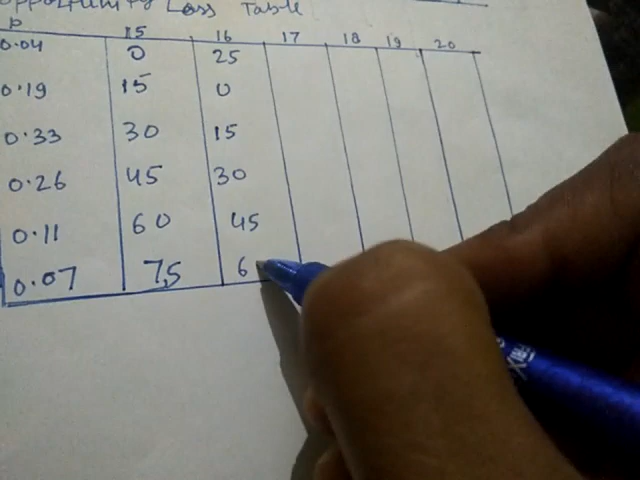 Opportunity Loss Table
P 15 16 17 18 19 20
0.04 0 25
0.19 15 0
0.33 30 15
0.26 45 30
0.11 60 45
0.07 75 6